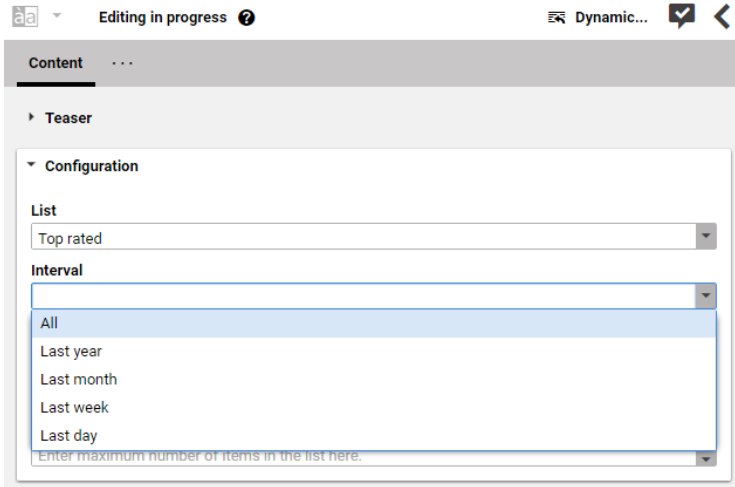 àa
Editing in progress ?
Dynamic...
Content ...
Teaser
Configuration
List
Top rated
Interval
All
Last year
Last month
Last week
Last day
Enter maximum number of items in the list here.